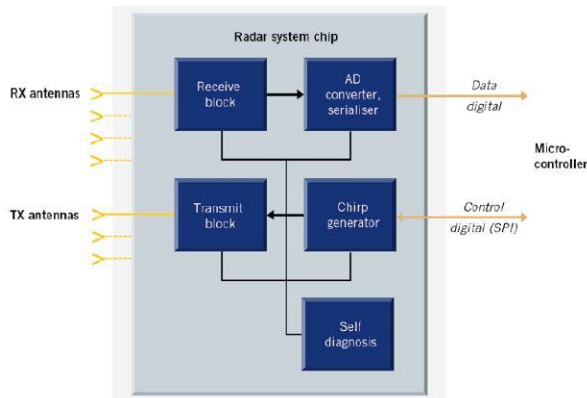 Radar system chip
RX antennas
Receive
block
AD
converter,
serialiser
Data
digital
Micro-
controller
TX antennas
Transmit
block
Chirp
generator
Control
digital (SPI)
Self
diagnosis